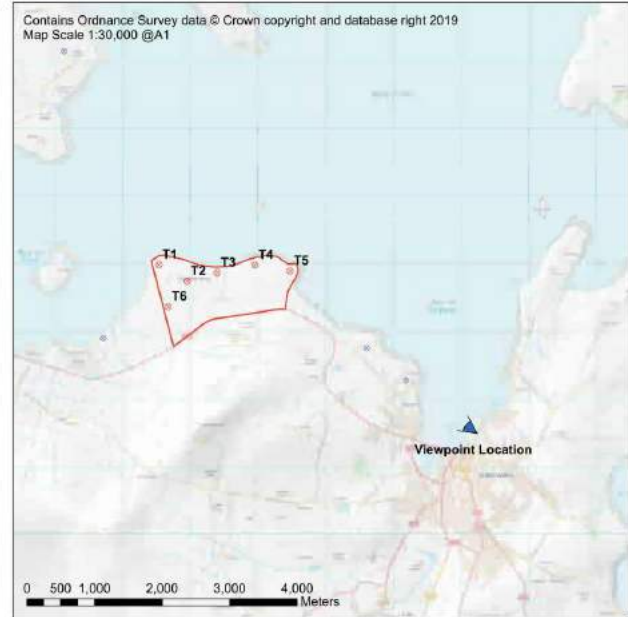 Contains Ordnance Survey data © Crown copyright and database right 2019
Map Scale 1:30,000 @A1
T1
T2
T3
T4
T5
T6
Viewpoint Location
0 500 1,000 2,000 3,000 4,000
Meters